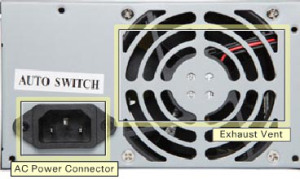 AUTO SWITCH
Exhaust Vent
AC Power Connector